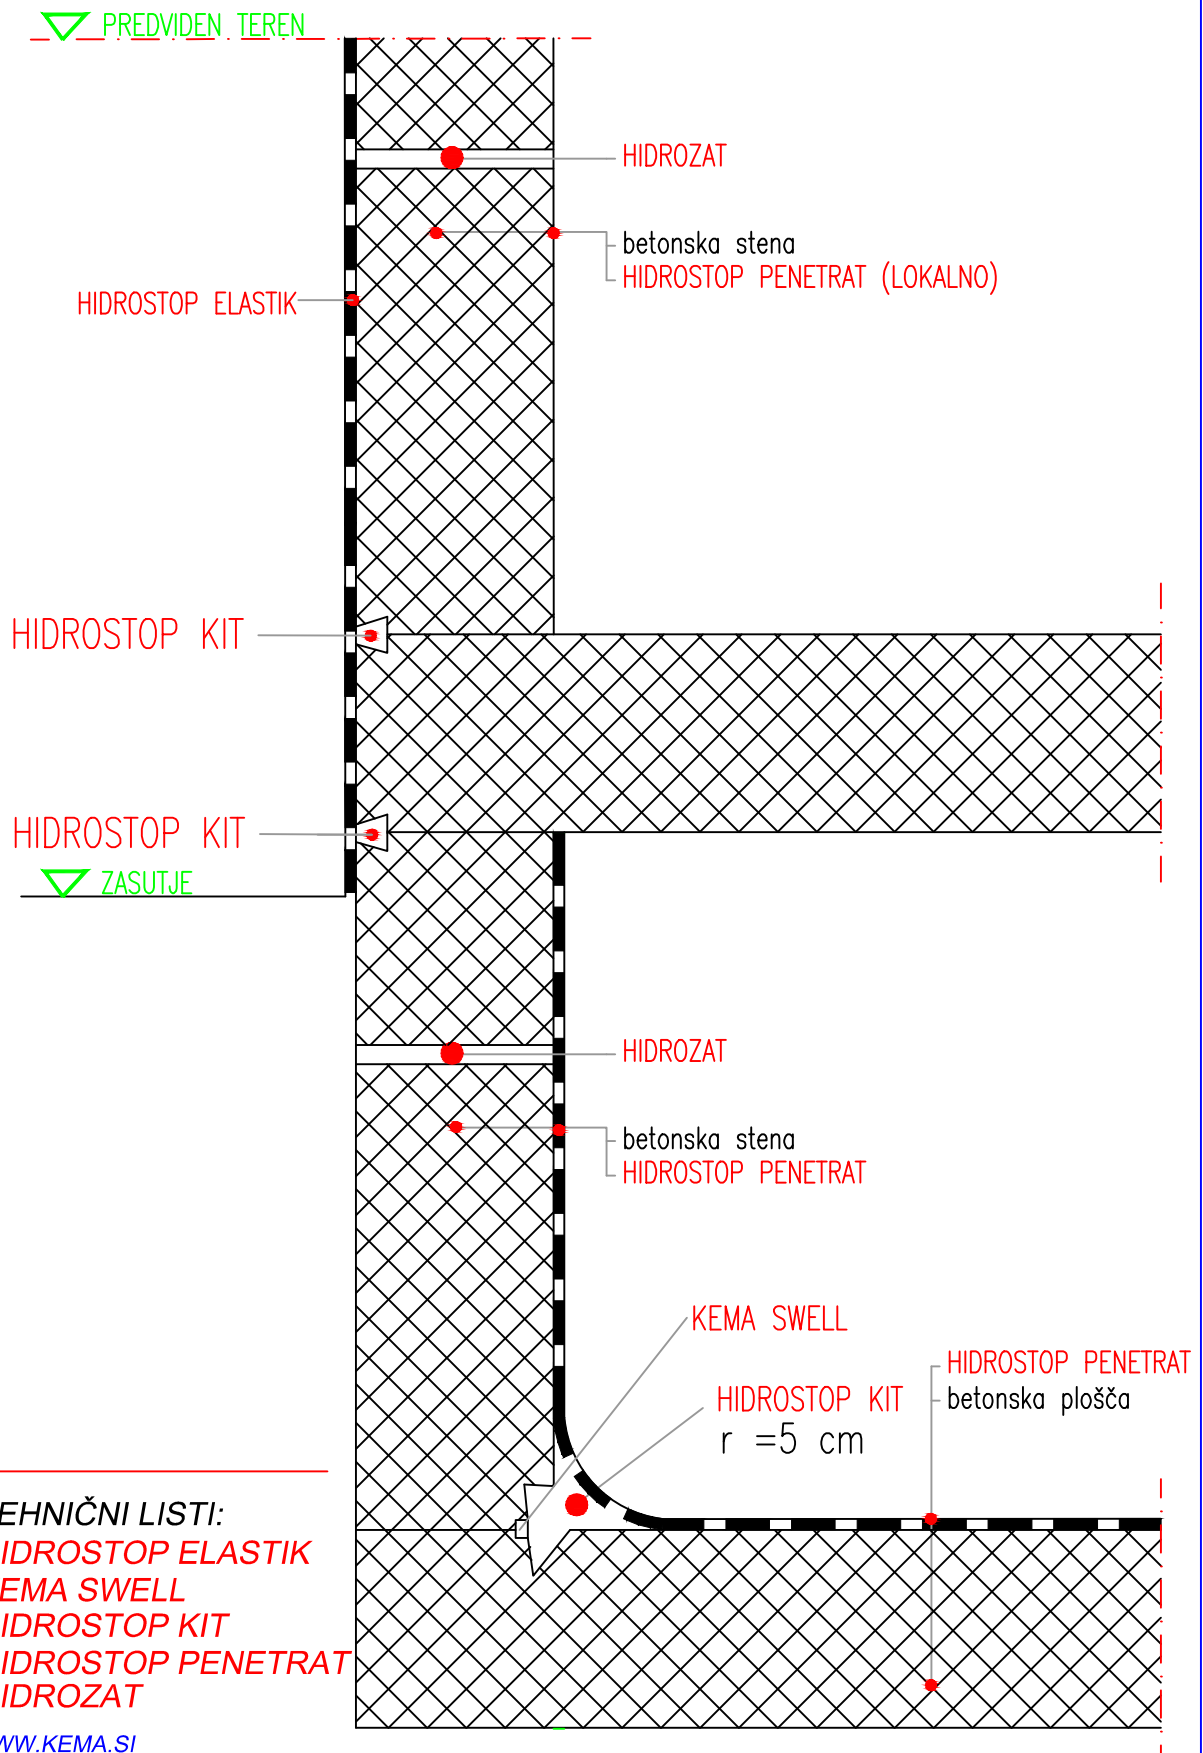 PREDVIDEN TEREN
HIDROZAT
betonska stena
HIDROSTOP PENETRAT (LOKALNO)
HIDROSTOP ELASTIK
HIDROSTOP KIT
HIDROSTOP KIT
ZASUTJE
HIDROZAT
betonska stena
HIDROSTOP PENETRAT
KEMA SWELL
HIDROSTOP PENETRAT
betonska plošča
HIDROSTOP KIT
r =5 cm
EHNIČNI LISTI:
IDROSTOP ELASTIK
EMA SWELL
IDROSTOP KIT
IDROSTOP PENETRAT
IDROZAT
WW.KEMA.SI